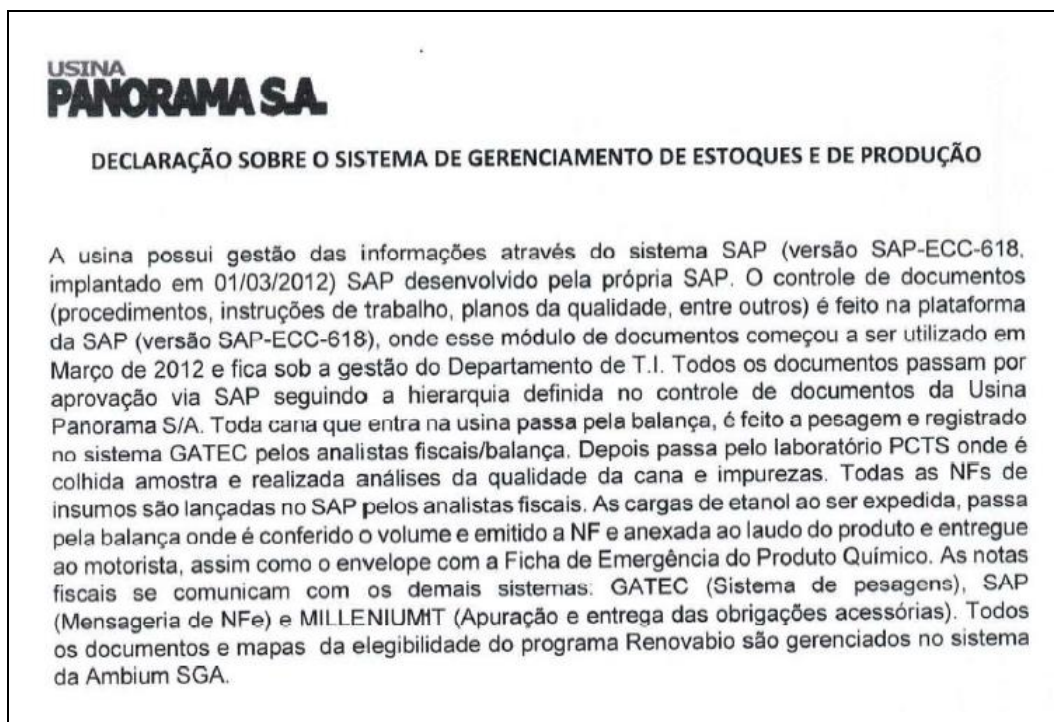 USINA
PANORAMA S.A.
DECLARAÇÃO SOBRE O SISTEMA DE GERENCIAMENTO DE ESTOQUES E DE PRODUÇÃO
A usina possui gestão das informações através do sistema SAP (versão SAP-ECC-618,
implantado em 01/03/2012) SAP desenvolvido pela própria SAP. O controle de documentos
(procedimentos, instruções de trabalho, planos da qualidade, entre outros) é feito na plataforma
da SAP (versão SAP-ECC-618), onde esse módulo de documentos começou a ser utilizado em
Março de 2012 e fica sob a gestão do Departamento de T.I. Todos os documentos passam por
aprovação via SAP seguindo a hierarquia definida no controle de documentos da Usina
Panorama S/A. Toda cana que entra na usina passa pela balança, é feito a pesagem e registrado
no sistema GATEC pelos analistas fiscais/balança. Depois passa pelo laboratório PCTS onde é
colhida amostra e realizada análises da qualidade da cana e impurezas. Todas as NFs de
insumos são lançadas no SAP pelos analistas fiscais. As cargas de etanol ao ser expedida, passa
pela balança onde é conferido o volume e emitido a NF e anexada ao laudo do produto e entregue
ao motorista, assim como o envelope com a Ficha de Emergência do Produto Químico. As notas
fiscais se comunicam com os demais sistemas: GATEC (Sistema de pesagens), SAP
(Mensageria de NFe) e MILLENIUMIT (Apuração e entrega das obrigações acessórias). Todos
os documentos e mapas da elegibilidade do programa Renovabio são gerenciados no sistema
da Ambium SGA.